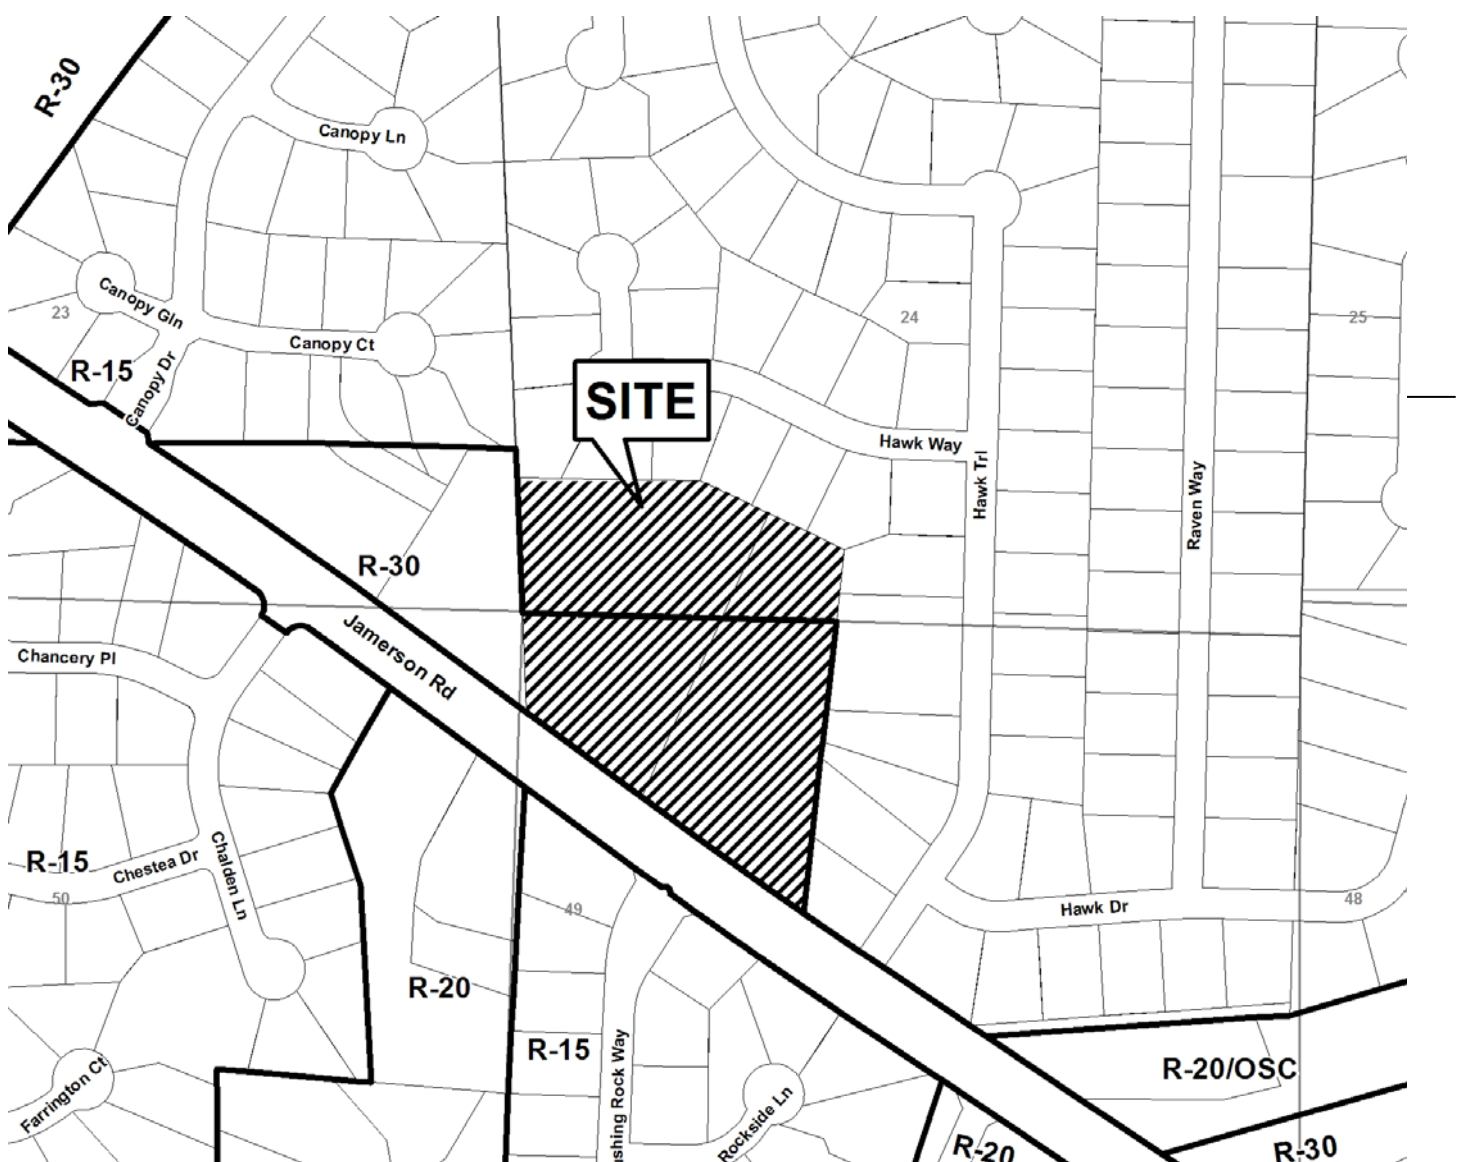 R-30
Canopy Ln
Canopy Gln
23
24
25
Canopy Ct
R-15
Canopy Dr
SITE
Hawk Way
Hawk Trl
Raven Way
R-30
Jamerson Rd
Chancery Pl
R-15
Chestea Dr
Chalden Ln
50
49
48
Hawk Dr
R-20
R-15
R-20/OSC
Farrington Ct
Rock Way
Rockside Ln
R-20
R-30